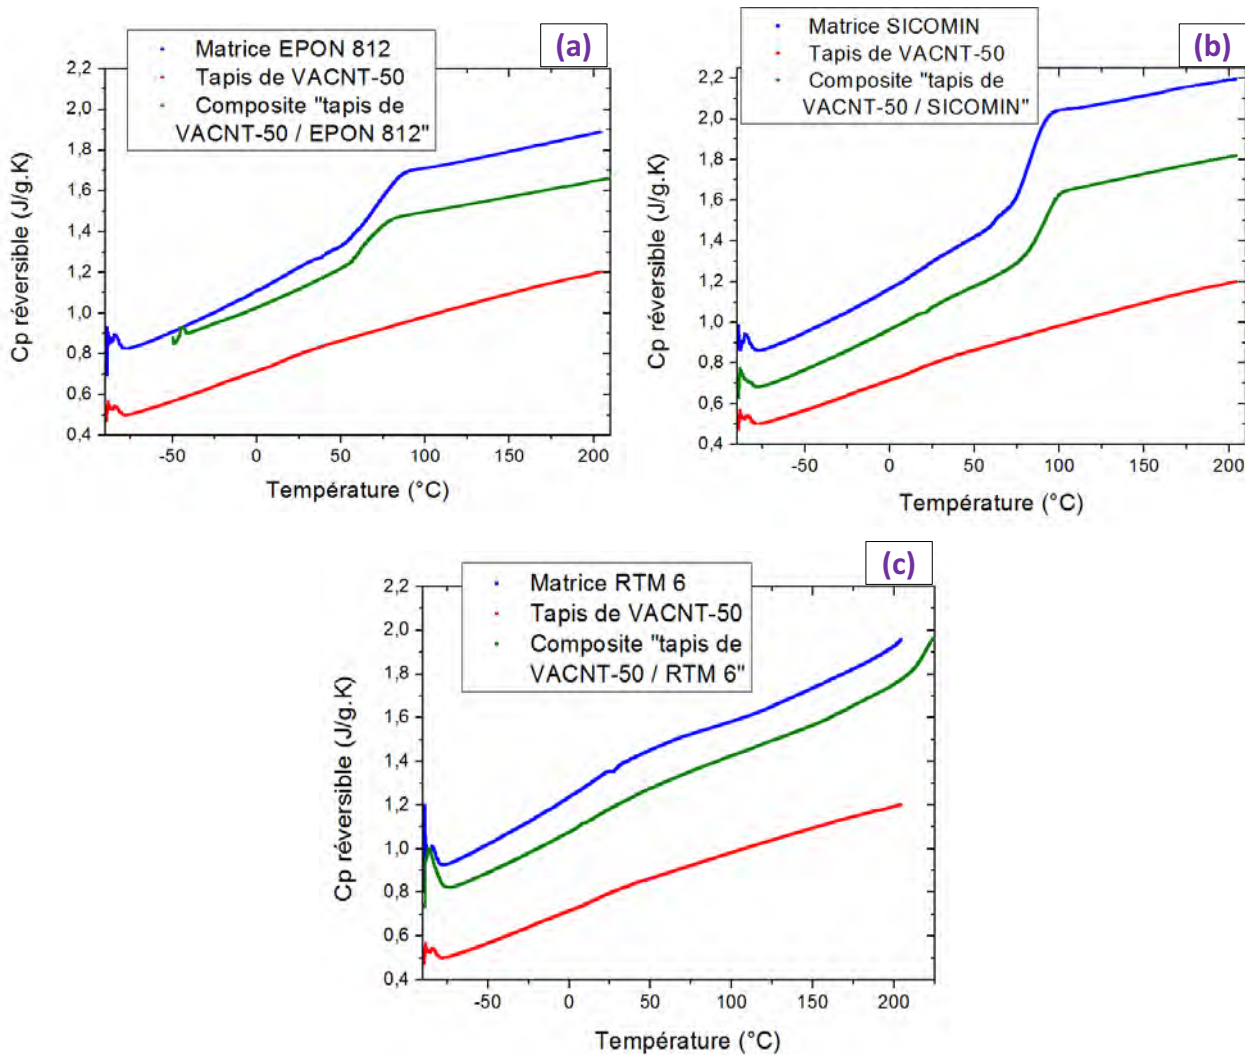 (a)
Matrice EPON 812
Tapis de VACNT-50
Composite "tapis de
VACNT-50 / EPON 812"
2,2
2,0
1,8
1,6
1,4
1,2
1,0
0,8
0,6
0,4
Cp réversible (J/g.K)
-50 0 50 100 150 200
Température (°C)
(b)
Matrice SICOMIN
Tapis de VACNT-50
Composite "tapis de
VACNT-50 / SICOMIN"
2,2
2,0
1,8
1,6
1,4
1,2
1,0
0,8
0,6
0,4
Cp réversible (J/g.K)
-50 0 50 100 150 200
Température (°C)
(c)
Matrice RTM 6
Tapis de VACNT-50
Composite "tapis de
VACNT-50 / RTM 6"
2,2
2,0
1,8
1,6
1,4
1,2
1,0
0,8
0,6
0,4
Cp réversible (J/g.K)
-50 0 50 100 150 200
Température (°C)